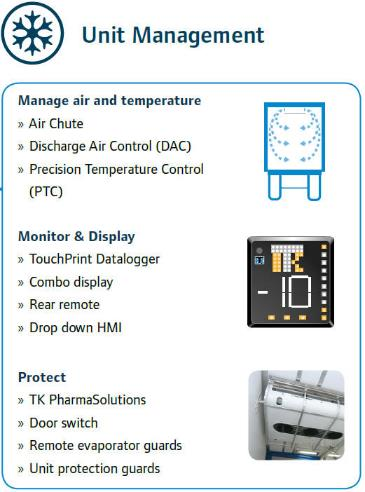 Unit Management
Manage air and temperature
» Air Chute
» Discharge Air Control (DAC)
» Precision Temperature Control
(PTC)
Monitor & Display
» TouchPrint Datalogger
» Combo display
» Rear remote
» Drop down HMI
TK
-10
Protect
» TK PharmaSolutions
» Door switch
» Remote evaporator guards
» Unit protection guards